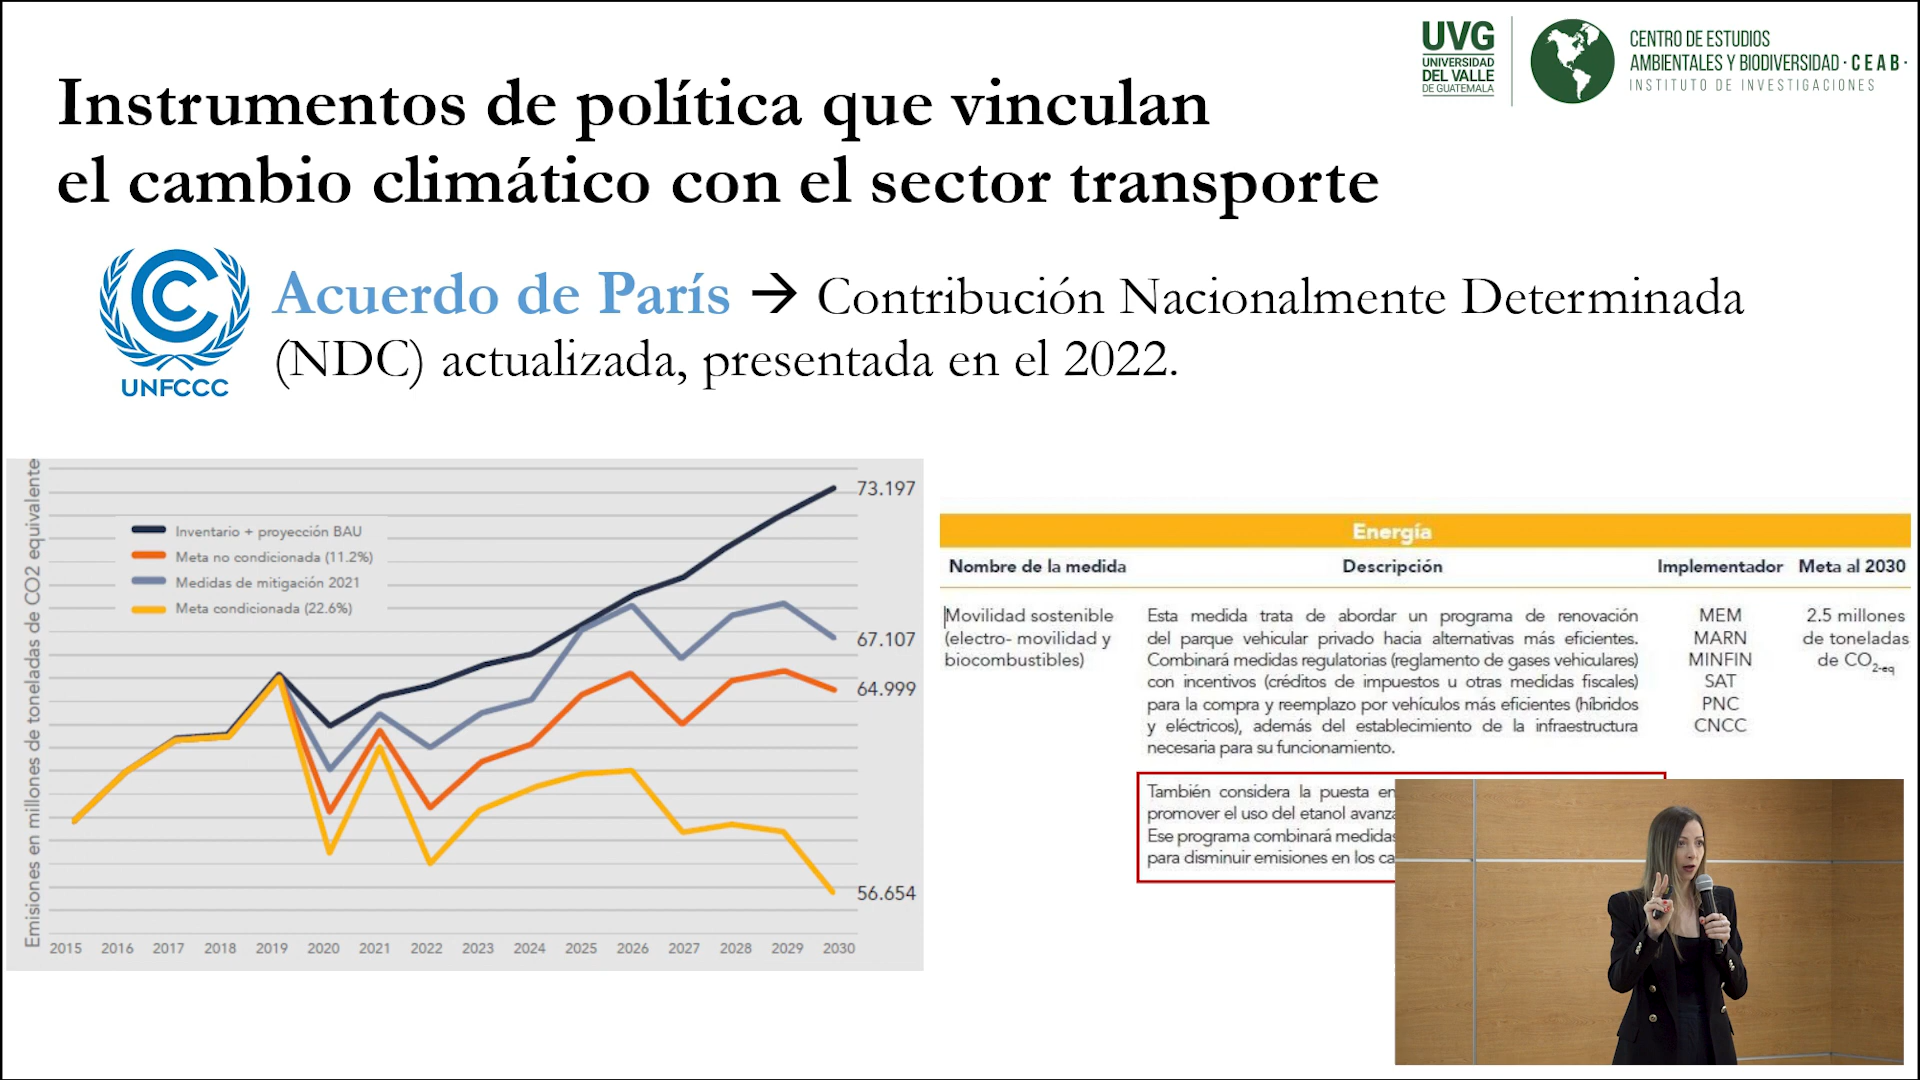 UVG
UNIVERSIDAD
DEL VALLE
DE GUATEMALA
CENTRO DE ESTUDIOS
AMBIENTALES Y BIODIVERSIDAD · CEAB ·
INSTITUTO DE INVESTIGACIONES
Instrumentos de política que vinculan
el cambio climático con el sector transporte
UNFCCC
Acuerdo de París → Contribución Nacionalmente Determinada
(NDC) actualizada, presentada en el 2022.
Emisiones en millones de toneladas de CO2 equivalente
Inventario + proyección BAU
Meta no condicionada (11.2%)
Medidas de mitigación 2021
Meta condicionada (22.6%)
73.197
67.107
64.999
56.654
2015 2016 2017 2018 2019 2020 2021 2022 2023 2024 2025 2026 2027 2028 2029 2030
Energía
Nombre de la medida Descripción Implementador Meta al 2030
Movilidad sostenible
(electro- movilidad y
biocombustibles)
Esta medida trata de abordar un programa de renovación
del parque vehicular privado hacia alternativas más eficientes.
Combinará medidas regulatorias (reglamento de gases vehiculares)
con incentivos (créditos de impuestos u otras medidas fiscales)
para la compra y reemplazo por vehículos más eficientes (híbridos
y eléctricos), además del establecimiento de la infraestructura
necesaria para su funcionamiento.
También considera la puesta en
promover el uso del etanol avanza
Ese programa combinará medidas
para disminuir emisiones en los ca
MEM
MARN
MINFIN
SAT
PNC
CNCC
2.5 millones
de toneladas
de CO2-eq